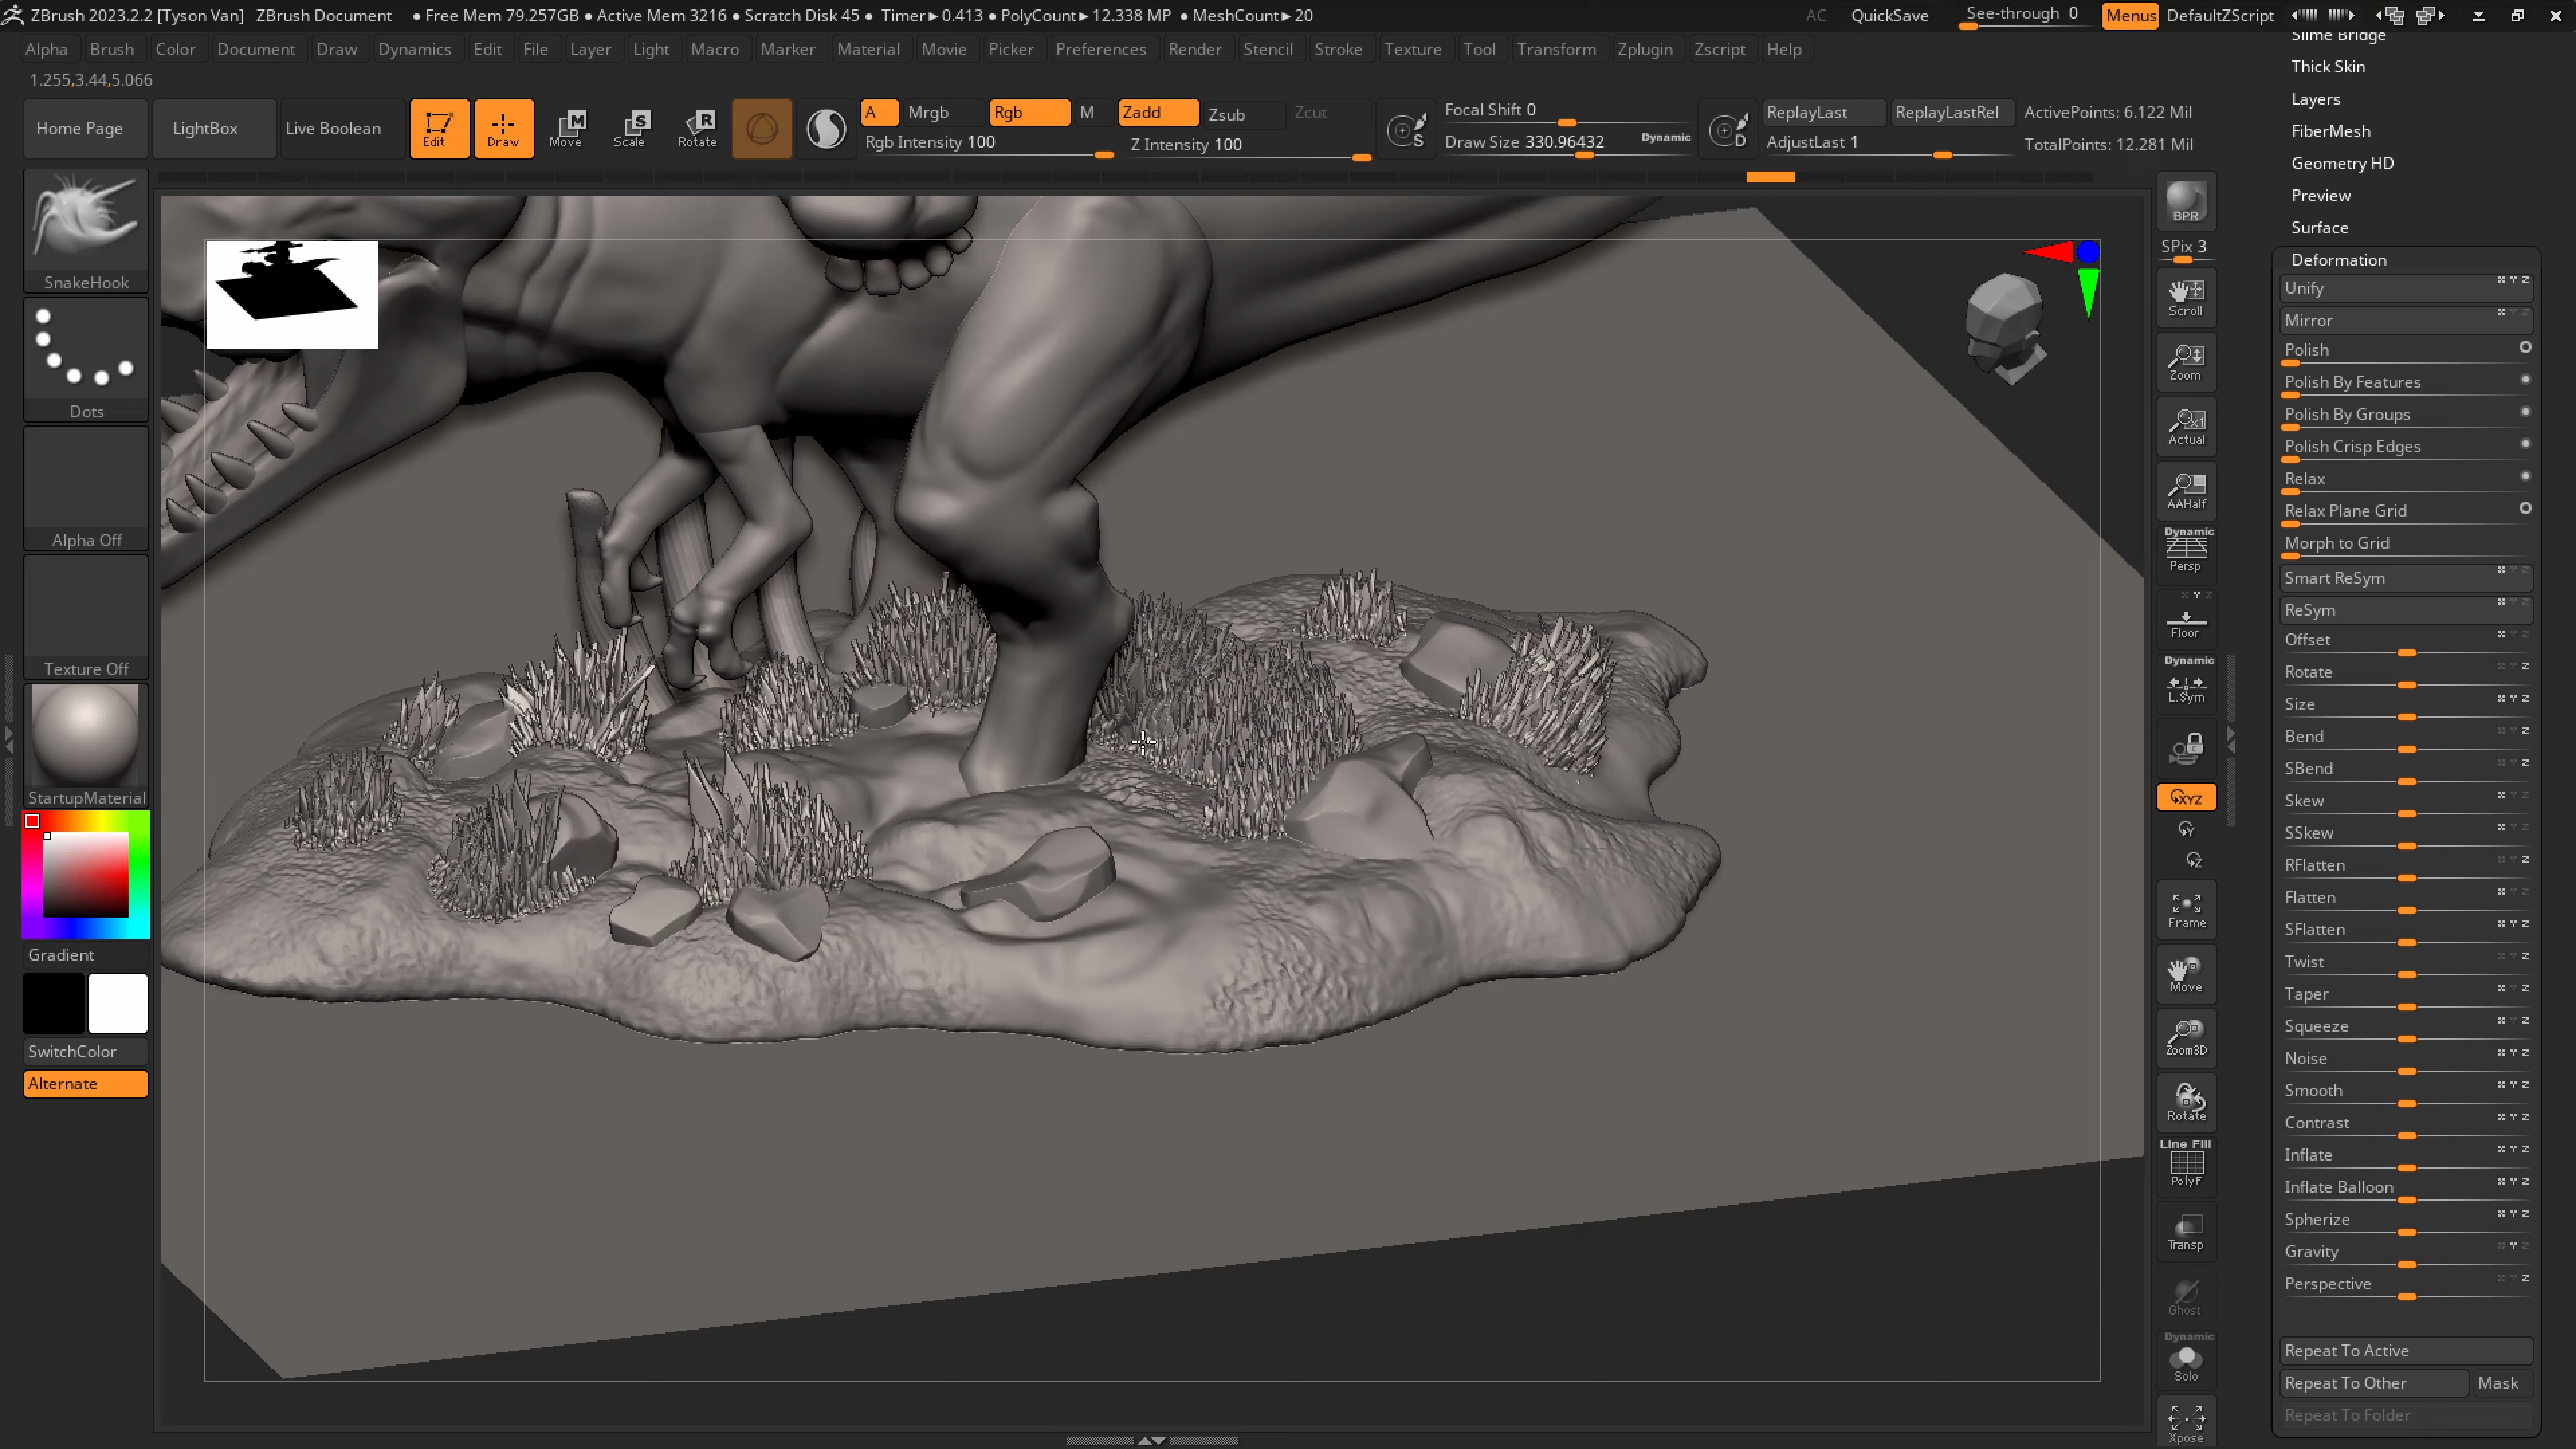 ZBrush 2023.2.2 [Tyson Van] ZBrush Document ● Free Mem 79.257GB ● Active Mem 3216 ● Scratch Disk 45 ● Timer▶0.413 ● PolyCount▶12.338 MP ● MeshCount▶20 AC QuickSave See-through 0 Menus DefaultZScript
Alpha Brush Color Document Draw Dynamics Edit File Layer Light Macro Marker Material Movie Picker Preferences Render Stencil Stroke Texture Tool Transform Zplugin Zscript Help
1.255,3.44,5.066
Home Page LightBox Live Boolean Edit Draw Move Scale Rotate
A Mrgb Rgb M Zadd Zsub Zcut
Rgb Intensity 100 Z Intensity 100
Focal Shift 0
Draw Size 330.96432 Dynamic
ReplayLast ReplayLastRel ActivePoints: 6.122 Mil
AdjustLast 1 TotalPoints: 12.281 Mil
SnakeHook
Dots
Alpha Off
Texture Off
StartupMaterial
Gradient
SwitchColor
Alternate
BPR
SPix 3
Scroll
Zoom
Actual
AAHalf
Dynamic
Persp
Floor
Dynamic
L.Sym
XYZ
Y
Z
Frame
Move
Zoom3D
Rotate
Line Fill
PolyF
Transp
Ghost
Dynamic
Solo
Xpose
Slime Bridge
Thick Skin
Layers
FiberMesh
Geometry HD
Preview
Surface
Deformation
Unify
Mirror
Polish
Polish By Features
Polish By Groups
Polish Crisp Edges
Relax
Relax Plane Grid
Morph to Grid
Smart ReSym
ReSym
Offset
Rotate
Size
Bend
SBend
Skew
SSkew
RFlatten
Flatten
SFlatten
Twist
Taper
Squeeze
Noise
Smooth
Contrast
Inflate
Inflate Balloon
Spherize
Gravity
Perspective
Repeat To Active
Repeat To Other Mask
Repeat To Folder